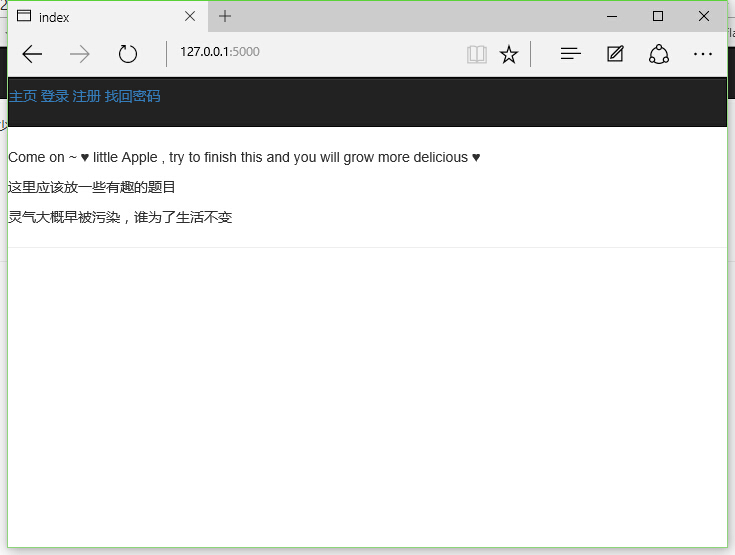 index
127.0.0.1:5000
主页 登录 注册 找回密码
Come on ~ ♥ little Apple , try to finish this and you will grow more delicious ♥
这里应该放一些有趣的题目
灵气大概早被污染，谁为了生活不变